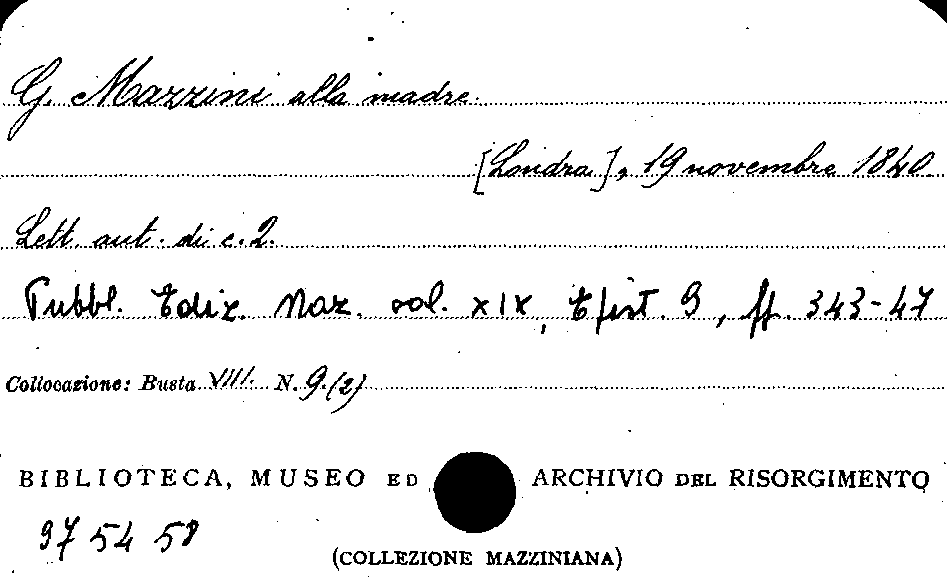 G. Mazzini alla madre.
[Londra], 19 novembre 1840.
Lett. aut. di c. 2.
Pubbl. Ediz. Naz. vol. XIX, Epist. 9, pp. 343-47
Collocazione: Busta VIII. N. 9.(2)
BIBLIOTECA, MUSEO ED ARCHIVIO DEL RISORGIMENTO
97 54 58
(COLLEZIONE MAZZINIANA)